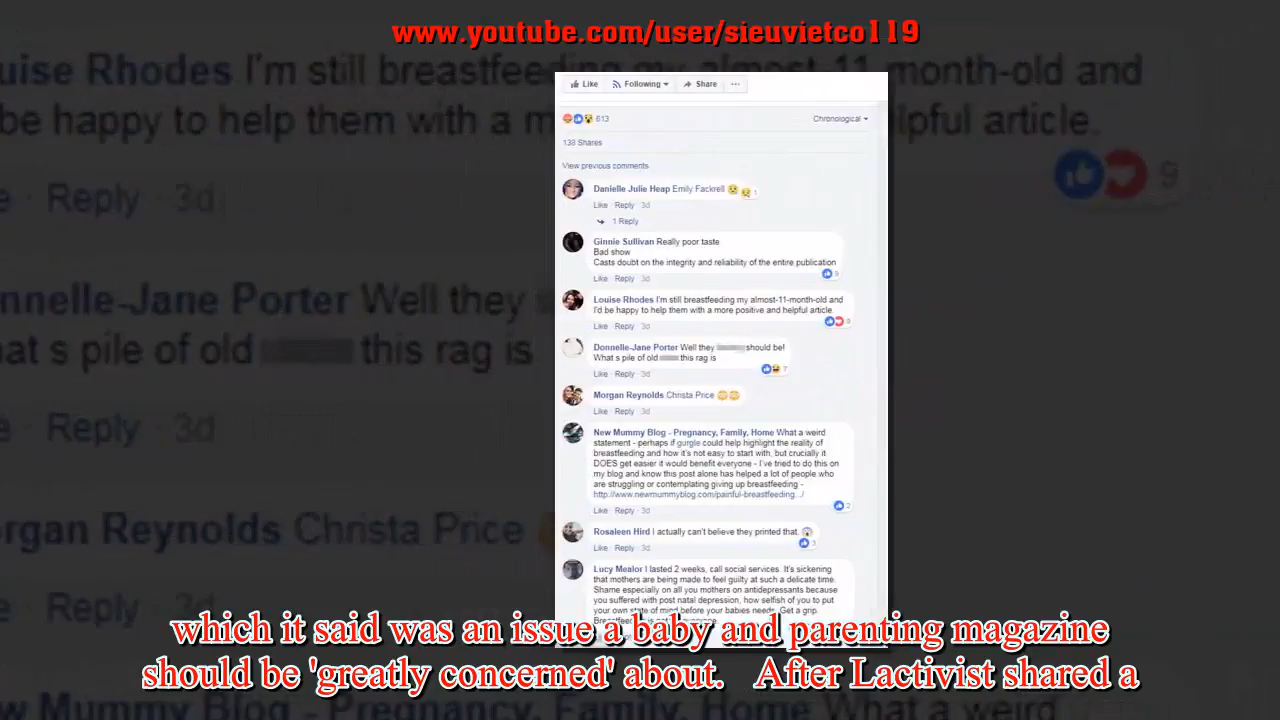 www.youtube.com/user/sieuvietco119
Like Following Share ...
613 Chronological
138 Shares
View previous comments
Danielle Julie Heap Emily Fackrell 1
Like · Reply · 3d
1 Reply
Ginnie Sullivan Really poor taste
Bad show
Casts doubt on the integrity and reliability of the entire publication
9
Like · Reply · 3d
Louise Rhodes I'm still breastfeeding my almost-11-month-old and
I'd be happy to help them with a more positive and helpful article.
9
Like · Reply · 3d
Donnelle-Jane Porter Well they should be!
What s pile of old this rag is
7
Like · Reply · 3d
Morgan Reynolds Christa Price
Like · Reply · 3d
New Mummy Blog - Pregnancy, Family, Home What a weird
statement - perhaps if gurgle could help highlight the reality of
breastfeeding and how it's not easy to start with, but crucially it
DOES get easier it would benefit everyone - I've tried to do this on
my blog and know this post alone has helped a lot of people who
are struggling or contemplating giving up breastfeeding -
http://www.newmummyblog.com/painful-breastfeeding.../
2
Like · Reply · 3d
Rosaleen Hird I actually can't believe they printed that.
3
Like · Reply · 3d
Lucy Mealor I lasted 2 weeks, call social services. It's sickening
that mothers are being made to feel guilty at such a delicate time.
Shame especially on all you mothers on antidepressants because
you suffered with post natal depression, how selfish of you to put
your own state of mind before your babies needs. Get a grip.
which it said was an issue a baby and parenting magazine
should be 'greatly concerned' about. After Lactivist shared a